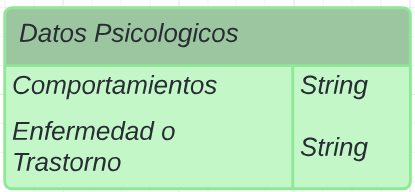 Datos Psicologicos
Comportamientos String
Enfermedad o
Trastorno String